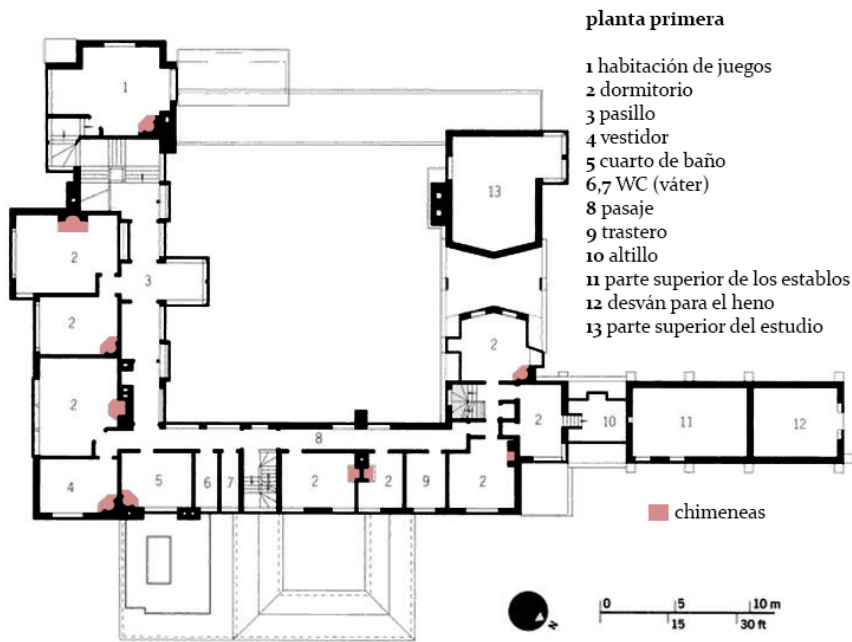 planta primera
1 habitación de juegos
2 dormitorio
3 pasillo
4 vestidor
5 cuarto de baño
6,7 WC (váter)
8 pasaje
9 trastero
10 altillo
11 parte superior de los establos
12 desván para el heno
13 parte superior del estudio
1
13
2
3
2
2
2
2
10
11
12
8
4
5
6
7
2
2
9
2
chimeneas
N
0 5 10 m
15 30 ft